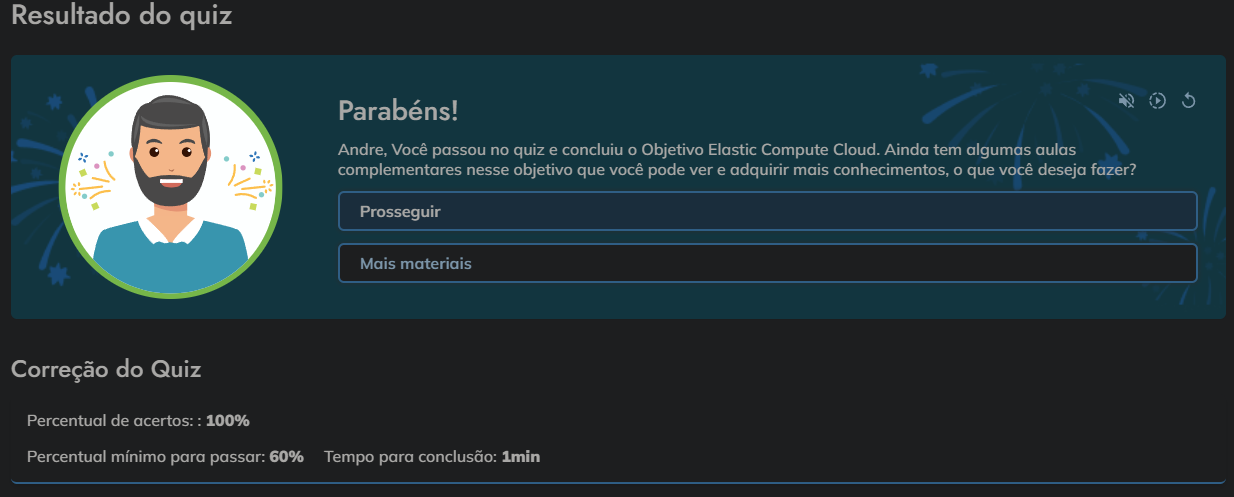 Resultado do quiz
Parabéns!
Andre, Você passou no quiz e concluiu o Objetivo Elastic Compute Cloud. Ainda tem algumas aulas
complementares nesse objetivo que você pode ver e adquirir mais conhecimentos, o que você deseja fazer?
Prosseguir
Mais materiais
Correção do Quiz
Percentual de acertos: : 100%
Percentual mínimo para passar: 60% Tempo para conclusão: 1min